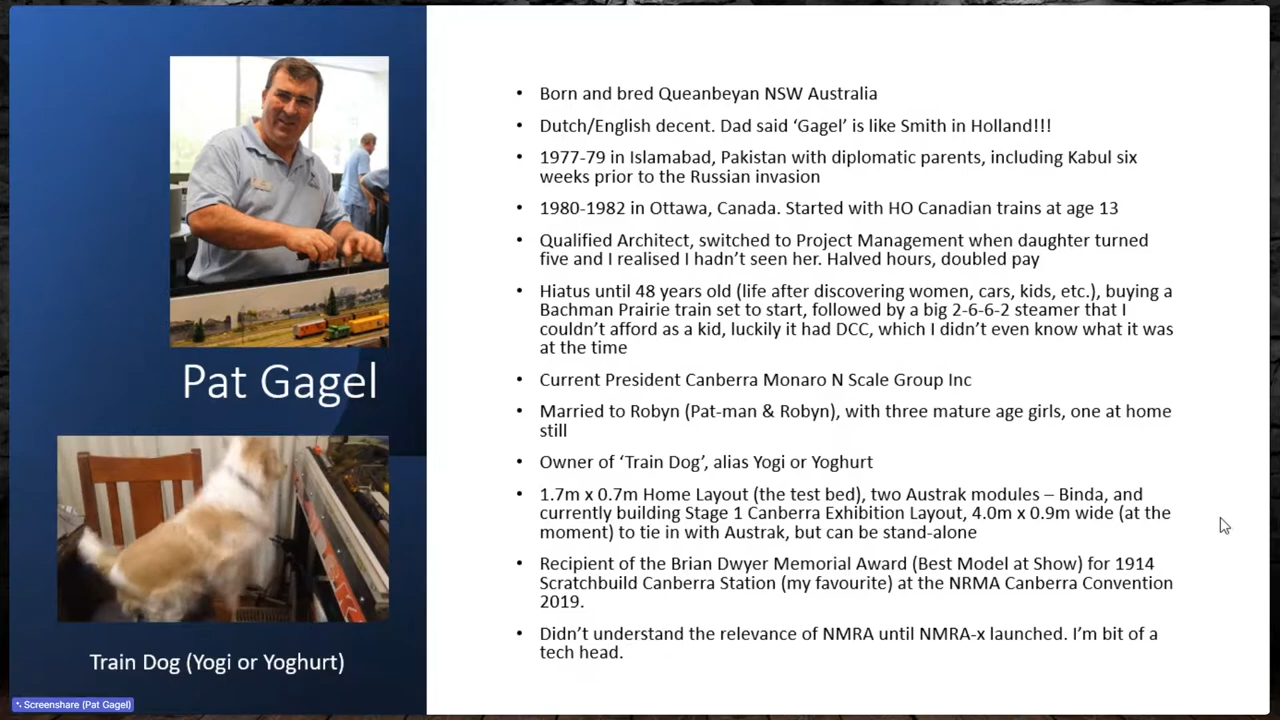 Born and bred Queanbeyan NSW Australia
Dutch/English decent. Dad said ‘Gagel’ is like Smith in Holland!!!
1977-79 in Islamabad, Pakistan with diplomatic parents, including Kabul six
weeks prior to the Russian invasion
1980-1982 in Ottawa, Canada. Started with HO Canadian trains at age 13
Qualified Architect, switched to Project Management when daughter turned
five and I realised I hadn’t seen her. Halved hours, doubled pay
Hiatus until 48 years old (life after discovering women, cars, kids, etc.), buying a
Bachman Prairie train set to start, followed by a big 2-6-6-2 steamer that I
couldn’t afford as a kid, luckily it had DCC, which I didn’t even know what it was
at the time
Current President Canberra Monaro N Scale Group Inc
Married to Robyn (Pat-man & Robyn), with three mature age girls, one at home
still
Owner of ‘Train Dog’, alias Yogi or Yoghurt
1.7m x 0.7m Home Layout (the test bed), two Austrak modules – Binda, and
currently building Stage 1 Canberra Exhibition Layout, 4.0m x 0.9m wide (at the
moment) to tie in with Austrak, but can be stand-alone
Recipient of the Brian Dwyer Memorial Award (Best Model at Show) for 1914
Scratchbuild Canberra Station (my favourite) at the NRMA Canberra Convention
2019.
Didn’t understand the relevance of NMRA until NMRA-x launched. I’m bit of a
tech head.
Pat Gagel
Train Dog (Yogi or Yoghurt)
Screenshare (Pat Gagel)